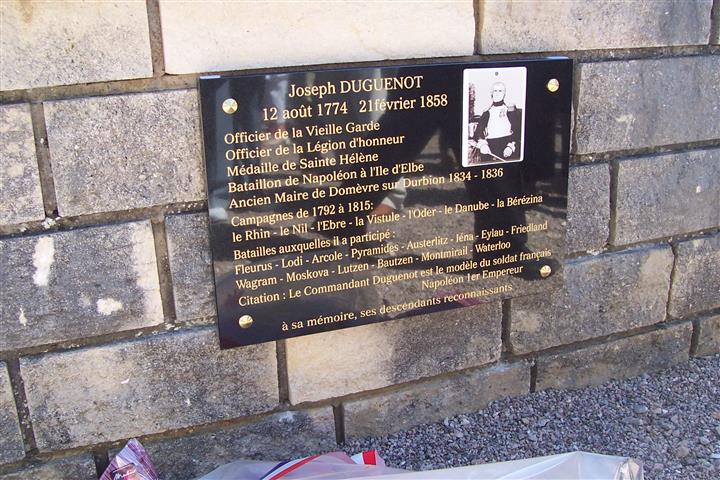 Joseph DUGUENOT
12 août 1774 21février 1858
Officier de la Vieille Garde
Officier de la Légion d'honneur
Médaille de Sainte Hélène
Bataillon de Napoléon à l'Ile d'Elbe
Ancien Maire de Domèvre sur Durbion 1834 - 1836
Campagnes de 1792 à 1815:
le Rhin - le Nil - l'Ebre - la Vistule - l'Oder - le Danube - la Bérézina
Batailles auxquelles il a participé :
Fleurus - Lodi - Arcole - Pyramides - Austerlitz - Jéna - Eylau - Friedland
Wagram - Moskova - Lutzen - Bautzen - Montmirail - Waterloo
Citation : Le Commandant Duguenot est le modèle du soldat français
Napoléon 1er Empereur
à sa mémoire, ses descendants reconnaissants